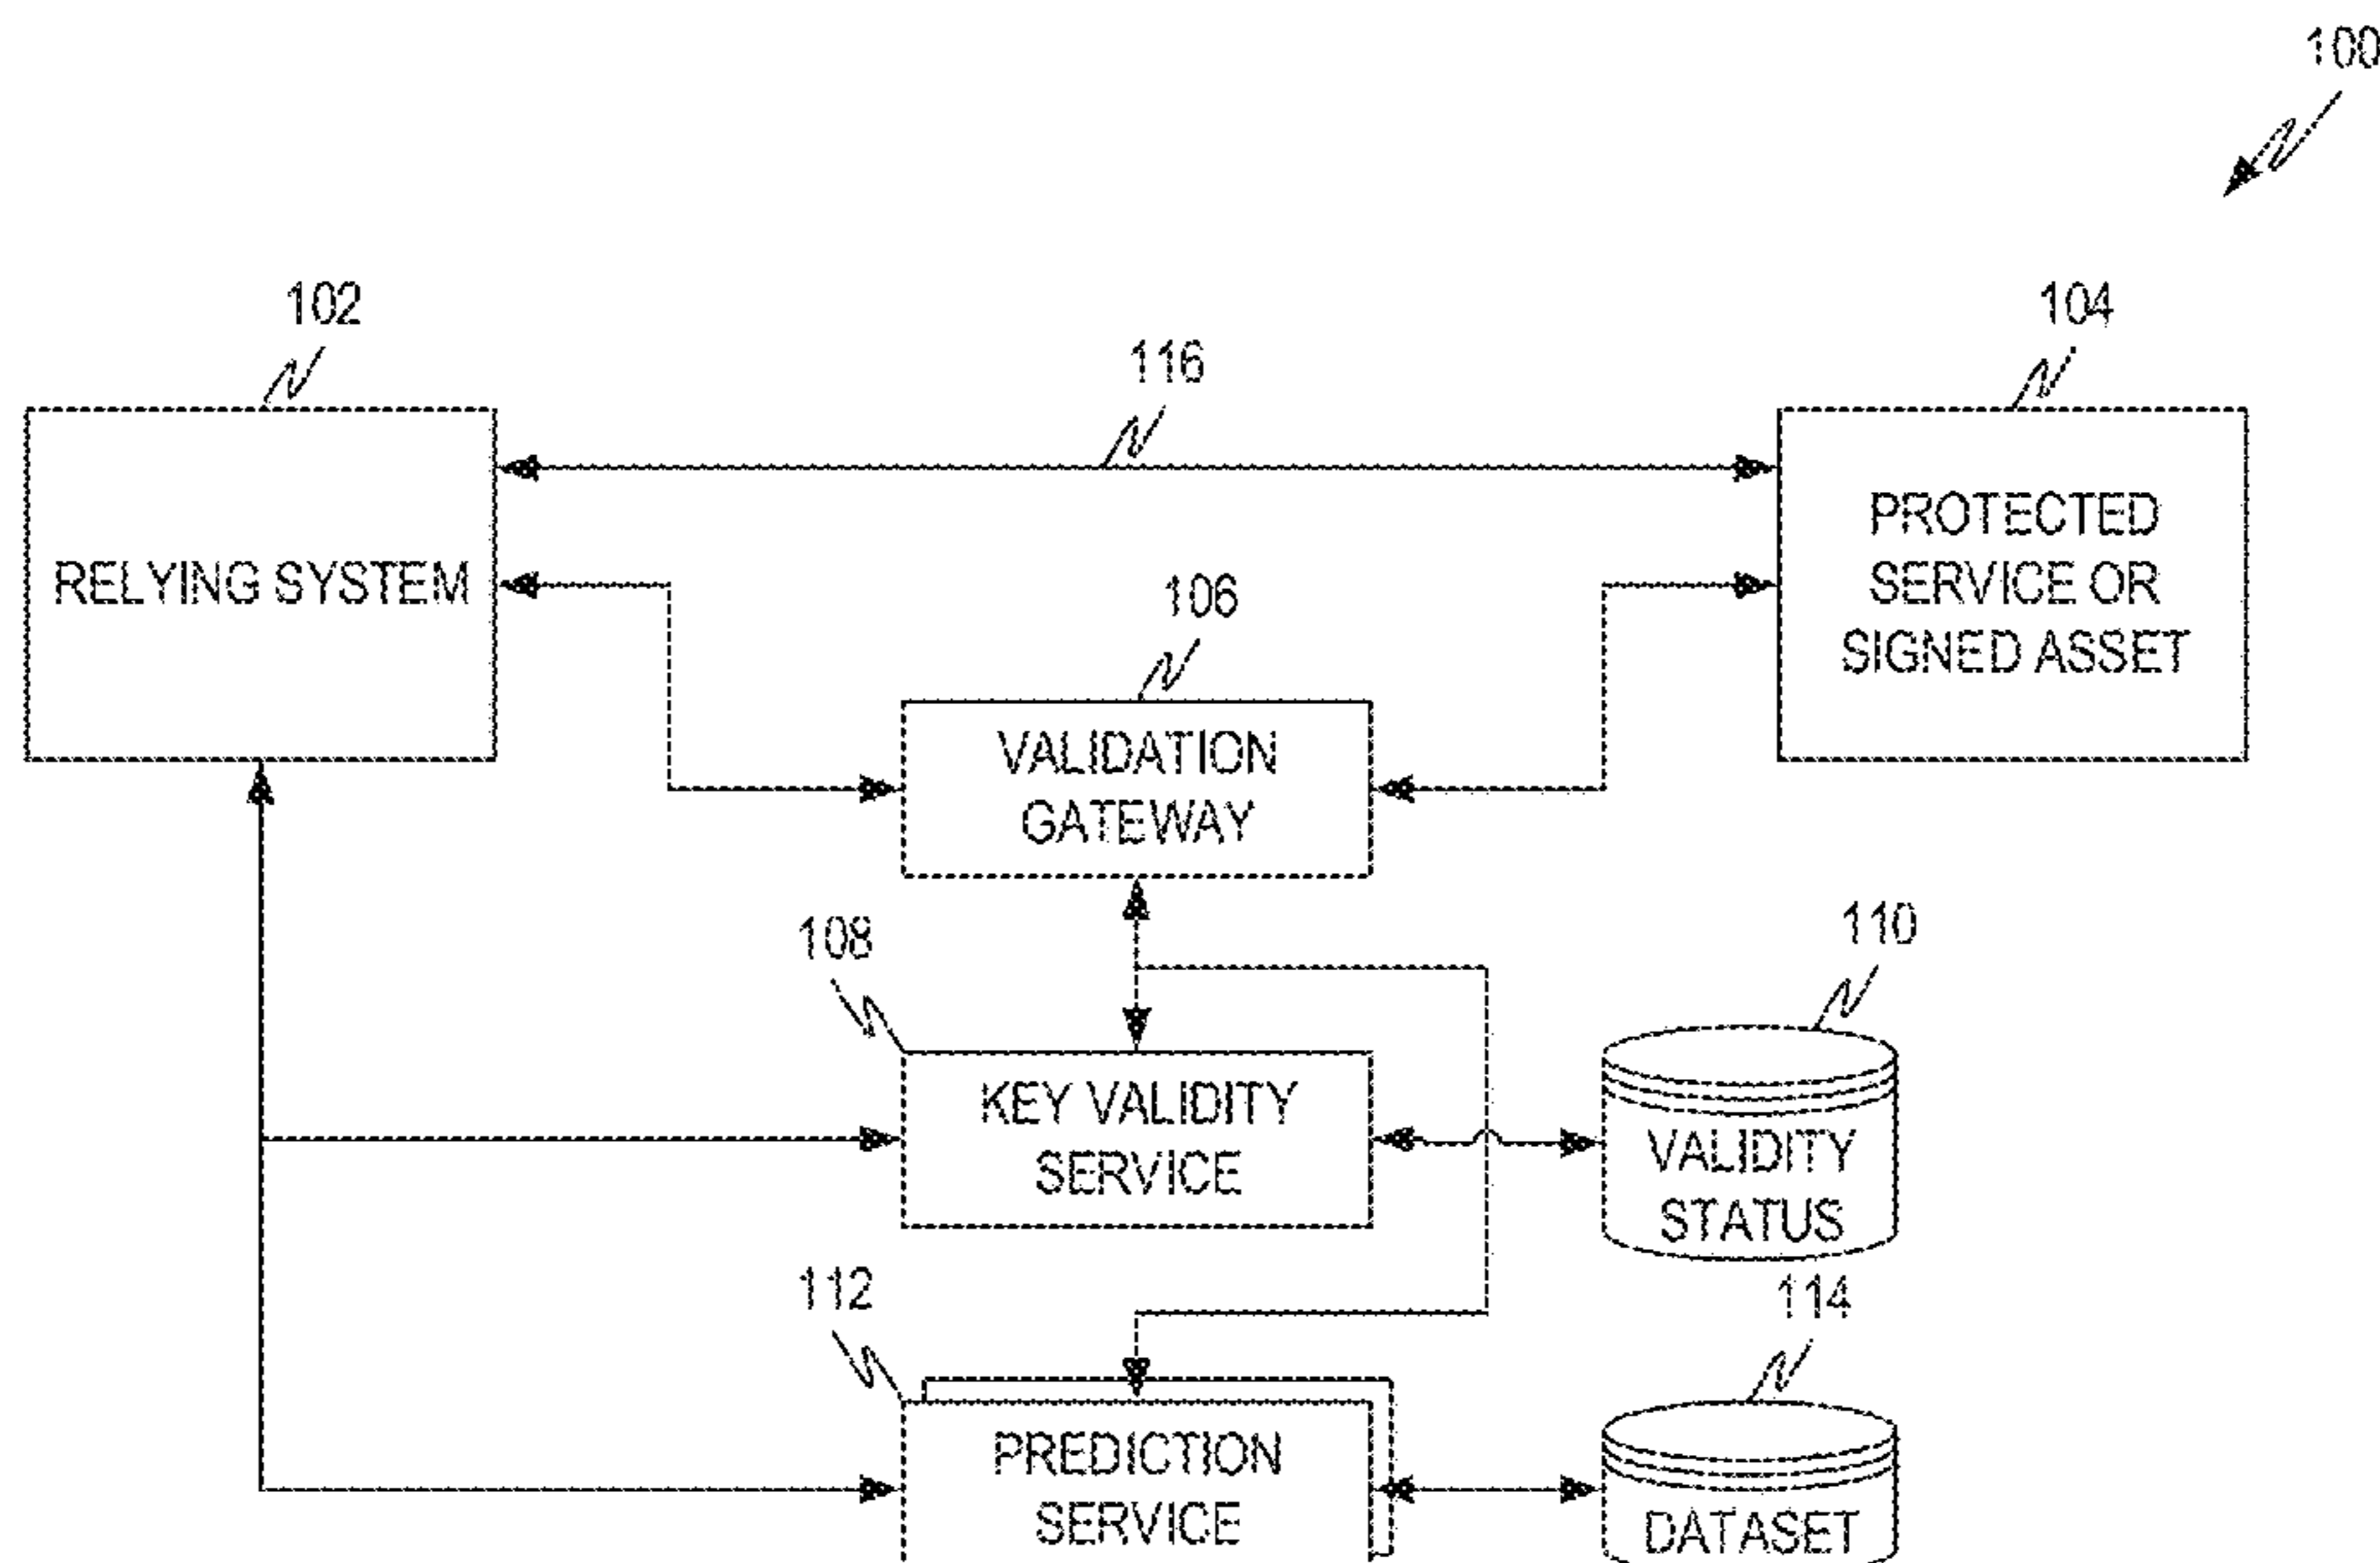 100
102
104
116
RELYING SYSTEM
PROTECTED
SERVICE OR
SIGNED ASSET
106
VALIDATION
GATEWAY
108
110
KEY VALIDITY
SERVICE
VALIDITY
STATUS
112
114
PREDICTION
SERVICE
DATASET